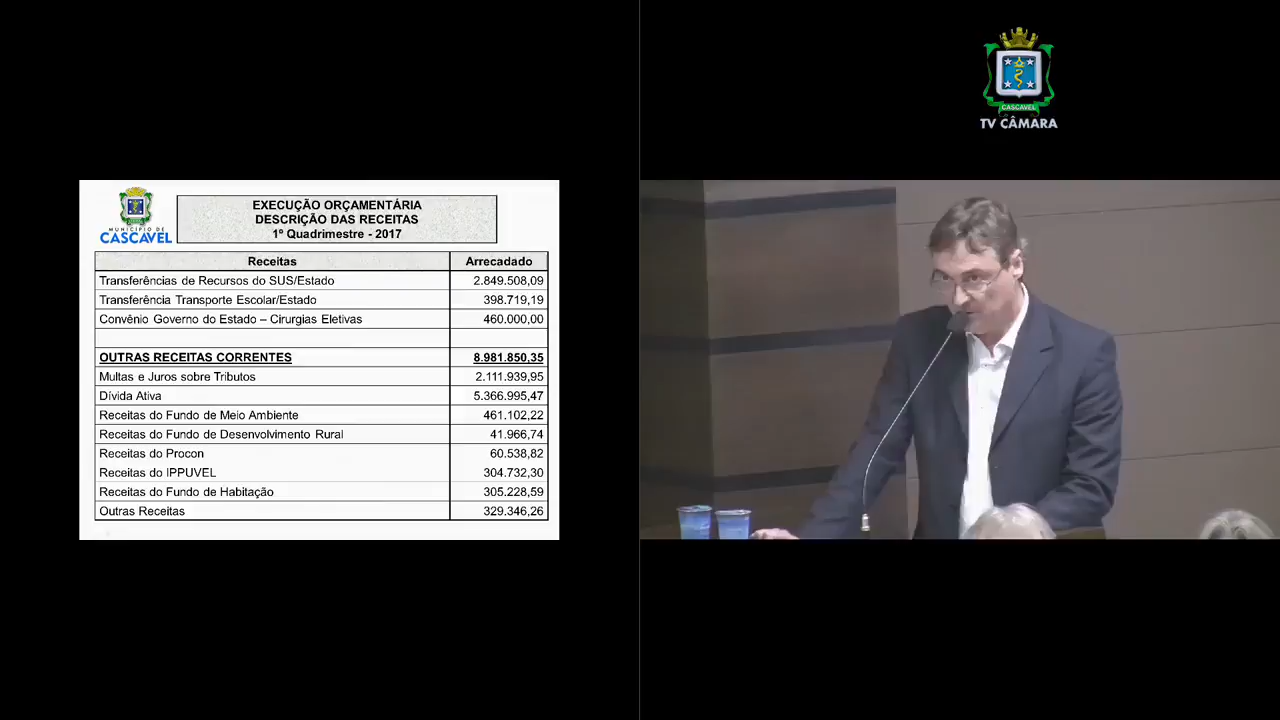 MUNICÍPIO DE
CASCAVEL
EXECUÇÃO ORÇAMENTÁRIA
DESCRIÇÃO DAS RECEITAS
1º Quadrimestre - 2017
Receitas Arrecadado
Transferências de Recursos do SUS/Estado 2.849.508,09
Transferência Transporte Escolar/Estado 398.719,19
Convênio Governo do Estado – Cirurgias Eletivas 460.000,00
OUTRAS RECEITAS CORRENTES 8.981.850,35
Multas e Juros sobre Tributos 2.111.939,95
Dívida Ativa 5.366.995,47
Receitas do Fundo de Meio Ambiente 461.102,22
Receitas do Fundo de Desenvolvimento Rural 41.966,74
Receitas do Procon 60.538,82
Receitas do IPPUVEL 304.732,30
Receitas do Fundo de Habitação 305.228,59
Outras Receitas 329.346,26
CASCAVEL
TV CÂMARA